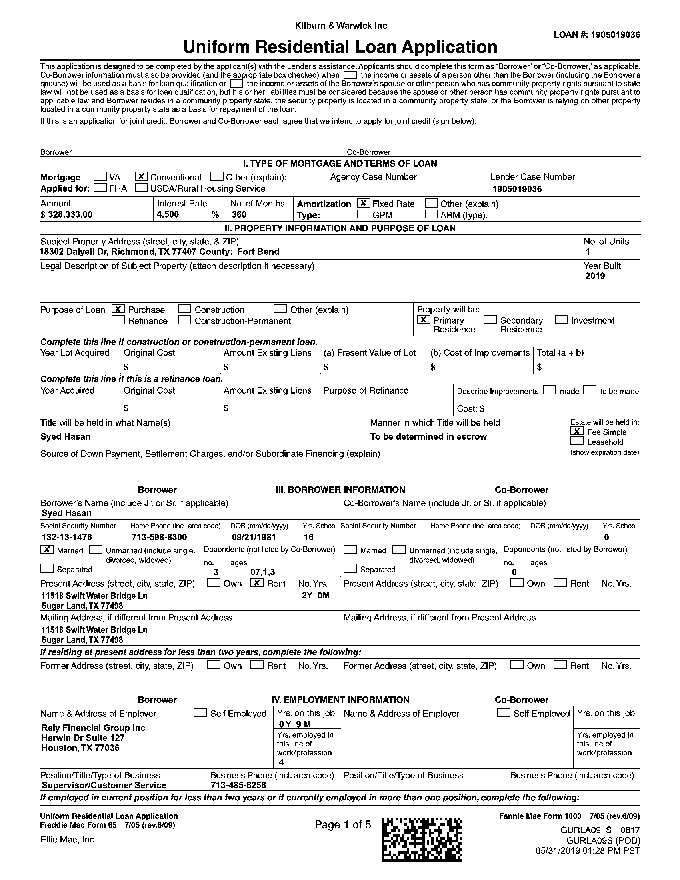 Kilburn & Warwick Inc
LOAN #: 1905019036
Uniform Residential Loan Application
This application is designed to be completed by the applicant(s) with the Lender's assistance. Applicants should complete this form as "Borrower" or "Co-Borrower," as applicable.
Co-Borrower information must also be provided (and the appropriate box checked) when the income or assets of a person other than the Borrower (including the Borrower's
spouse) will be used as a basis for loan qualification or the income or assets of the Borrower's spouse or other person who has community property rights pursuant to state
law will not be used as a basis for loan qualification, but his or her liabilities must be considered because the spouse or other person has community property rights pursuant to
applicable law and Borrower resides in a community property state, the security property is located in a community property state, or the Borrower is relying on other property
located in a community property state as a basis for repayment of the loan.
If this is an application for joint credit, Borrower and Co-Borrower each agree that we intend to apply for joint credit (sign below).
Borrower Co-Borrower
I. TYPE OF MORTGAGE AND TERMS OF LOAN
Mortgage VA X Conventional Other (explain): Agency Case Number Lender Case Number
Applied for: FHA USDA/Rural Housing Service 1905019036
Amount Interest Rate No. of Months Amortization X Fixed Rate Other (explain)
$ 328,333.00 4.500 % 360 Type: GPM ARM (type):
II. PROPERTY INFORMATION AND PURPOSE OF LOAN
Subject Property Address (street, city, state, & ZIP) No. of Units
18302 Dalyell Dr, Richmond, TX 77407 County: Fort Bend 1
Legal Description of Subject Property (attach description if necessary) Year Built
2019
Purpose of Loan X Purchase Construction Other (explain) Property will be:
Refinance Construction-Permanent X Primary Residence Secondary Residence Investment
Complete this line if construction or construction-permanent loan.
Year Lot Acquired Original Cost Amount Existing Liens (a) Present Value of Lot (b) Cost of Improvements Total (a + b)
$ $ $ $ $
Complete this line if this is a refinance loan.
Year Acquired Original Cost Amount Existing Liens Purpose of Refinance Describe Improvements made to be made
$ $ Cost: $
Title will be held in what Name(s) Manner in which Title will be held Estate will be held in:
Syed Hasan To be determined in escrow X Fee Simple
Leasehold
Source of Down Payment, Settlement Charges, and/or Subordinate Financing (explain) (show expiration date)
Borrower III. BORROWER INFORMATION Co-Borrower
Borrower's Name (include Jr. or Sr. if applicable) Co-Borrower's Name (include Jr. or Sr. if applicable)
Syed Hasan
Social Security Number Home Phone (incl. area code) DOB (mm/dd/yyyy) Yrs. School Social Security Number Home Phone (incl. area code) DOB (mm/dd/yyyy) Yrs. School
132-13-1476 713-598-8300 09/21/1981 16 0
X Married Unmarried (include single, Dependents (not listed by Co-Borrower) Married Unmarried (include single, Dependents (not listed by Borrower)
Separated divorced, widowed) no. ages Separated divorced, widowed) no. ages
3 07,1,3 0
Present Address (street, city, state, ZIP) Own X Rent No. Yrs. Present Address (street, city, state, ZIP) Own Rent No. Yrs.
11518 Swift Water Bridge Ln 2Y 0M
Sugar Land, TX 77498
Mailing Address, if different from Present Address Mailing Address, if different from Present Address
11518 Swift Water Bridge Ln
Sugar Land, TX 77498
If residing at present address for less than two years, complete the following:
Former Address (street, city, state, ZIP) Own Rent No. Yrs. Former Address (street, city, state, ZIP) Own Rent No. Yrs.
Borrower IV. EMPLOYMENT INFORMATION Co-Borrower
Name & Address of Employer Self Employed Yrs. on this job Name & Address of Employer Self Employed Yrs. on this job
0 Y 9 M
Rely Financial Group Inc
Harwin Dr Suite 127
Houston, TX 77036
Yrs. employed in this line of work/profession Yrs. employed in this line of work/profession
4
Position/Title/Type of Business Business Phone (incl. area code) Position/Title/Type of Business Business Phone (incl. area code)
Supervisor/Customer Service 713-485-6258
If employed in current position for less than two years or if currently employed in more than one position, complete the following:
Uniform Residential Loan Application Fannie Mae Form 1003 7/05 (rev.6/09)
Freddie Mac Form 65 7/05 (rev.6/09)
Page 1 of 5
Ellie Mae, Inc.
GURLA09_S 0817
GURLA09S (POD)
05/31/2019 01:28 PM PST